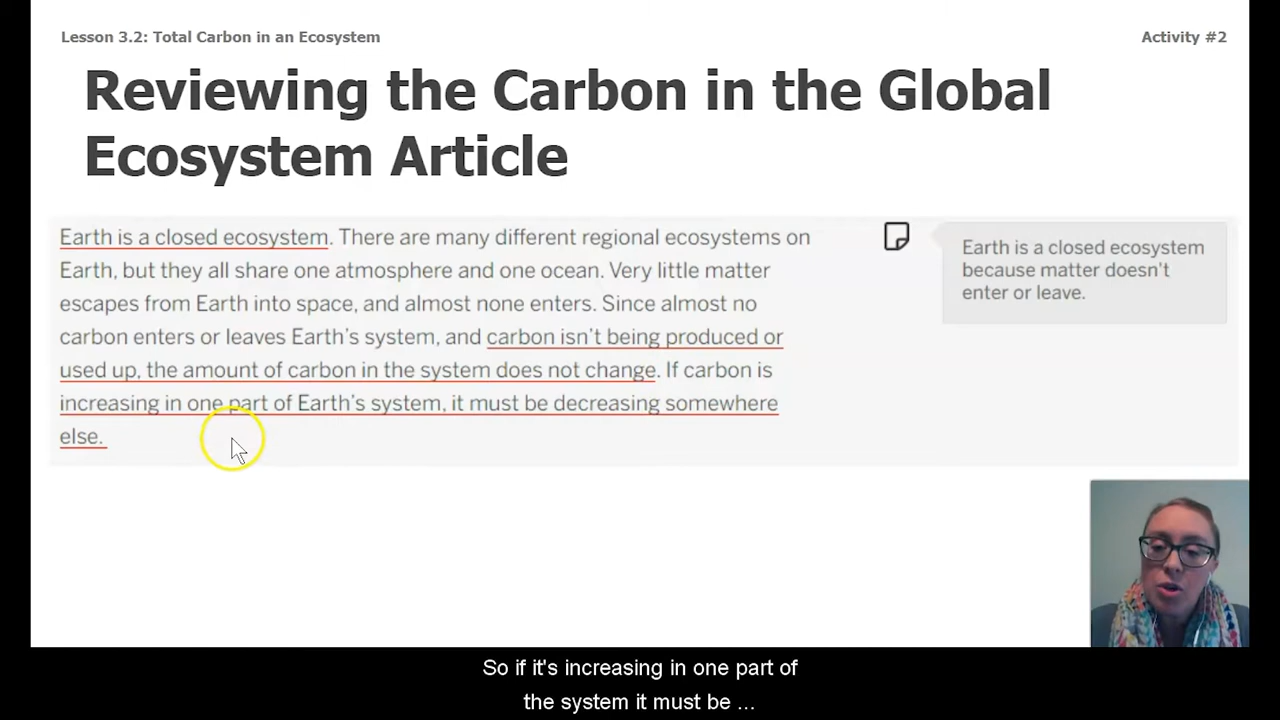 Lesson 3.2: Total Carbon in an Ecosystem
Activity #2
Reviewing the Carbon in the Global
Ecosystem Article
Earth is a closed ecosystem. There are many different regional ecosystems on
Earth, but they all share one atmosphere and one ocean. Very little matter
escapes from Earth into space, and almost none enters. Since almost no
carbon enters or leaves Earth's system, and carbon isn't being produced or
used up, the amount of carbon in the system does not change. If carbon is
increasing in one part of Earth's system, it must be decreasing somewhere
else.
Earth is a closed ecosystem
because matter doesn't
enter or leave.
So if it's increasing in one part of
the system it must be ...